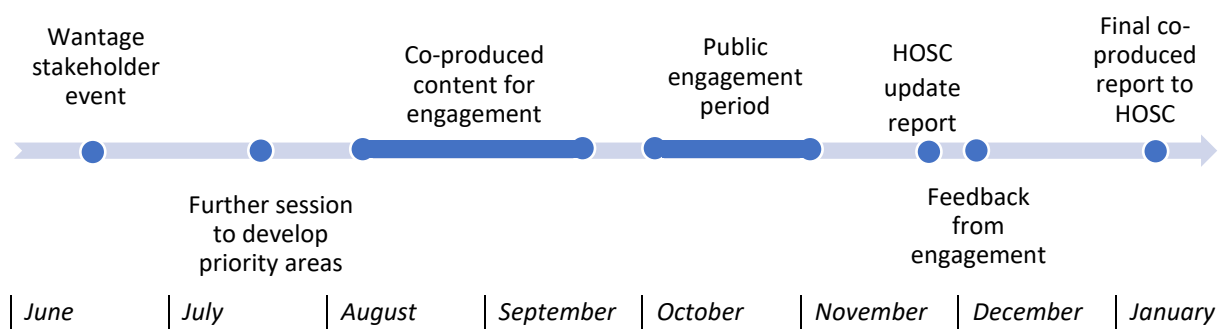 Wantage
stakeholder
event
Co-produced
content for
engagement
Public
engagement
period
HOSC
update
report
Final co-
produced
report to
HOSC
Further session
to develop
priority areas
Feedback
from
engagement
June
July
August
September
October
November
December
January